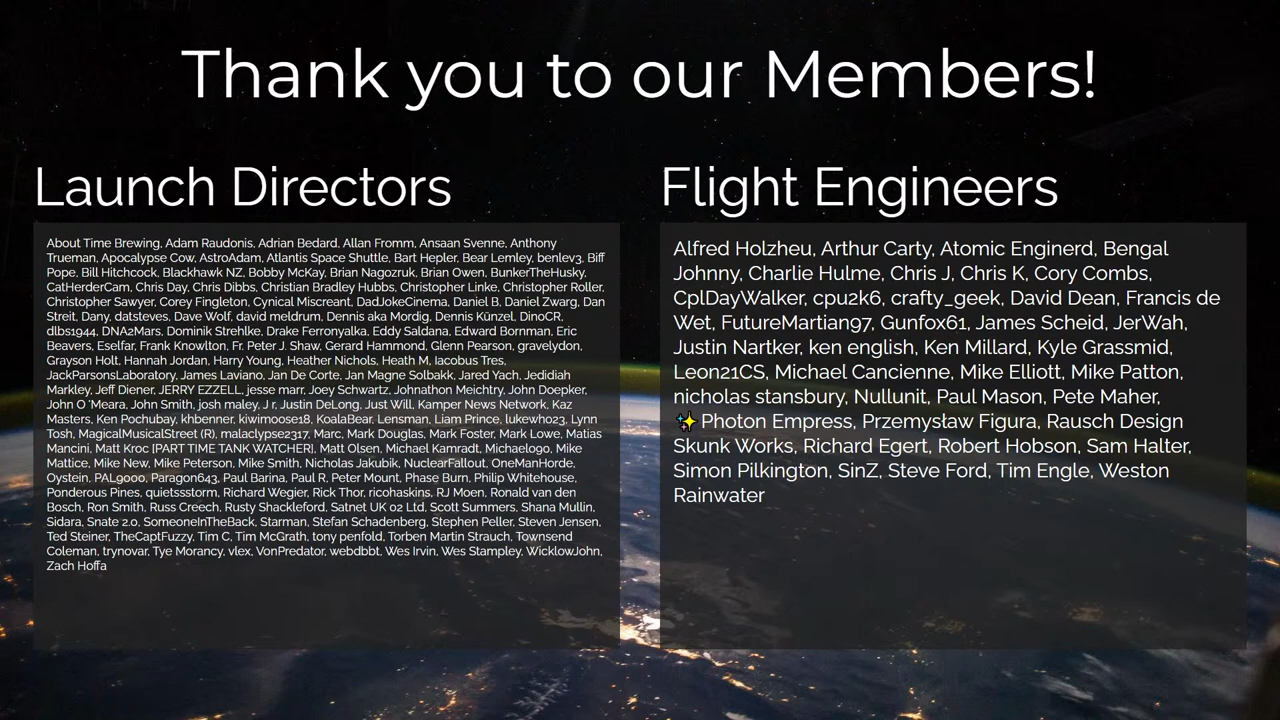 Thank you to our Members!
Launch Directors
About Time Brewing, Adam Raudonis, Adrian Bedard, Allan Fromm, Ansaan Svenne, Anthony
Trueman, Apocalypse Cow, AstroAdam, Atlantis Space Shuttle, Bart Hepler, Bear Lemley, benlev3, Biff
Pope, Bill Hitchcock, Blackhawk NZ, Bobby McKay, Brian Nagozruk, Brian Owen, BunkerTheHusky,
CatHerderCam, Chris Day, Chris Dibbs, Christian Bradley Hubbs, Christopher Linke, Christopher Roller,
Christopher Sawyer, Corey Fingleton, Cynical Miscreant, DadJokeCinema, Daniel B, Daniel Zwarg, Dan
Streit, Dany, datsteves, Dave Wolf, david meldrum, Dennis aka Mordig, Dennis Künzel, DinoCR,
dlbs1944, DNA2Mars, Dominik Strehlke, Drake Ferronyalka, Eddy Saldana, Edward Bornman, Eric
Beavers, Eselfar, Frank Knowlton, Fr. Peter J. Shaw, Gerard Hammond, Glenn Pearson, gravelydon,
Grayson Holt, Hannah Jordan, Harry Young, Heather Nichols, Heath M, Iacobus Tres,
JackParsonsLaboratory, James Laviano, Jan De Corte, Jan Magne Solbakk, Jared Yach, Jedidiah
Markley, Jeff Diener, JERRY EZZELL, jesse marr, Joey Schwartz, Johnathon Meichtry, John Doepker,
John O 'Meara, John Smith, josh maley, J r, Justin DeLong, Just Will, Kamper News Network, Kaz
Masters, Ken Pochubay, khbenner, kiwimoose18, KoalaBear, Lensman, Liam Prince, lukewho23, Lynn
Tosh, MagicalMusicalStreet (R), malaclypse2317, Marc, Mark Douglas, Mark Foster, Mark Lowe, Matias
Mancini, Matt Kroc [PART TIME TANK WATCHER], Matt Olsen, Michael Kamradt, Michael090, Mike
Mattice, Mike New, Mike Peterson, Mike Smith, Nicholas Jakubik, NuclearFallout, OneManHorde,
Oystein, PAL9000, Paragon643, Paul Barina, Paul R, Peter Mount, Phase Burn, Philip Whitehouse,
Ponderous Pines, quietssstorm, Richard Wegier, Rick Thor, ricohaskins, RJ Moen, Ronald van den
Bosch, Ron Smith, Russ Creech, Rusty Shackleford, Satnet UK 02 Ltd, Scott Summers, Shana Mullin,
Sidara, Snate 2.0, SomeoneInTheBack, Starman, Stefan Schadenberg, Stephen Peller, Steven Jensen,
Ted Steiner, TheCaptFuzzy, Tim C, Tim McGrath, tony penfold, Torben Martin Strauch, Townsend
Coleman, trynovar, Tye Morancy, vlex, VonPredator, webdbbt, Wes Irvin, Wes Stampley, WicklowJohn,
Zach Hoffa
Flight Engineers
Alfred Holzheu, Arthur Carty, Atomic Enginerd, Bengal
Johnny, Charlie Hulme, Chris J, Chris K, Cory Combs,
CplDayWalker, cpu2k6, crafty_geek, David Dean, Francis de
Wet, FutureMartian97, Gunfox61, James Scheid, JerWah,
Justin Nartker, ken english, Ken Millard, Kyle Grassmid,
Leon21CS, Michael Cancienne, Mike Elliott, Mike Patton,
nicholas stansbury, Nullunit, Paul Mason, Pete Maher,
✨Photon Empress, Przemysław Figura, Rausch Design
Skunk Works, Richard Egert, Robert Hobson, Sam Halter,
Simon Pilkington, SinZ, Steve Ford, Tim Engle, Weston
Rainwater